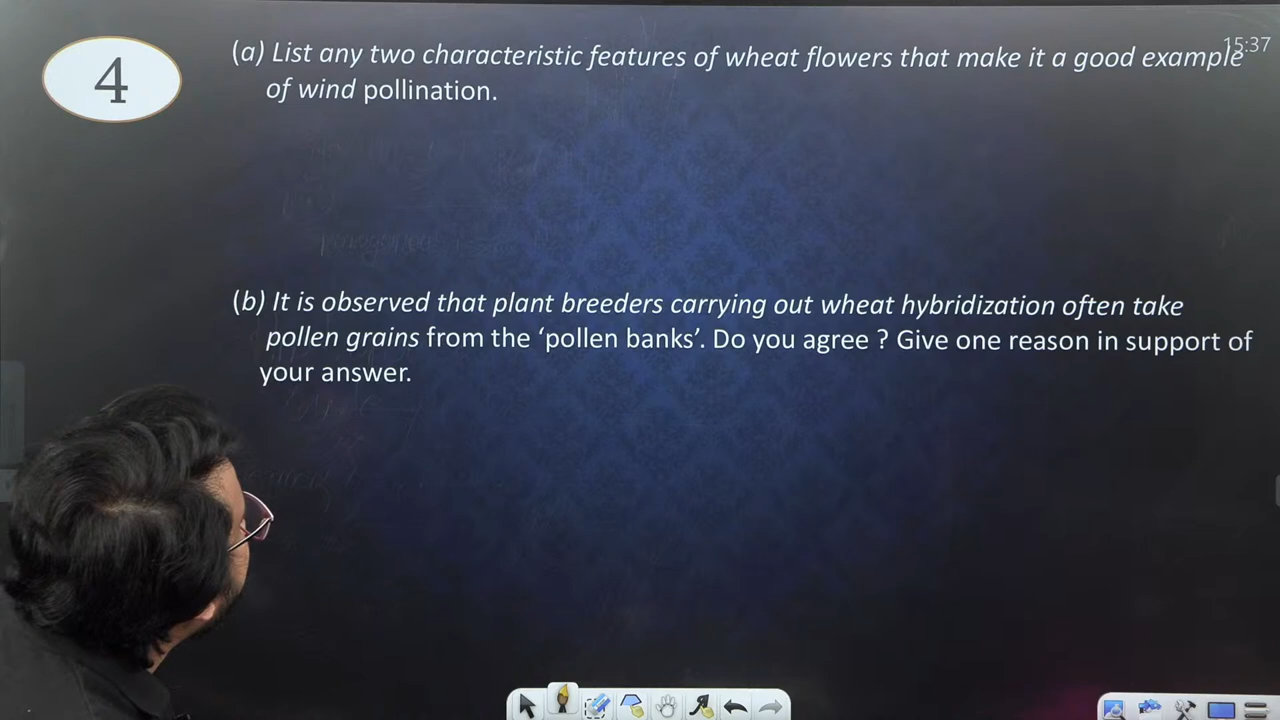 4
(a) List any two characteristic features of wheat flowers that make it a good example
15:37
of wind pollination.
(b) It is observed that plant breeders carrying out wheat hybridization often take
pollen grains from the ‘pollen banks’. Do you agree ? Give one reason in support of
your answer.